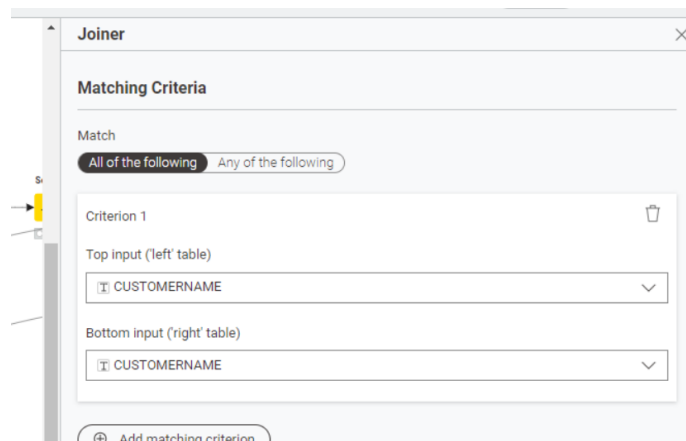 Joiner
Matching Criteria
Match
All of the following Any of the following
Criterion 1
Top input ('left' table)
CUSTOMERNAME
Bottom input ('right' table)
CUSTOMERNAME
Add matching criterion